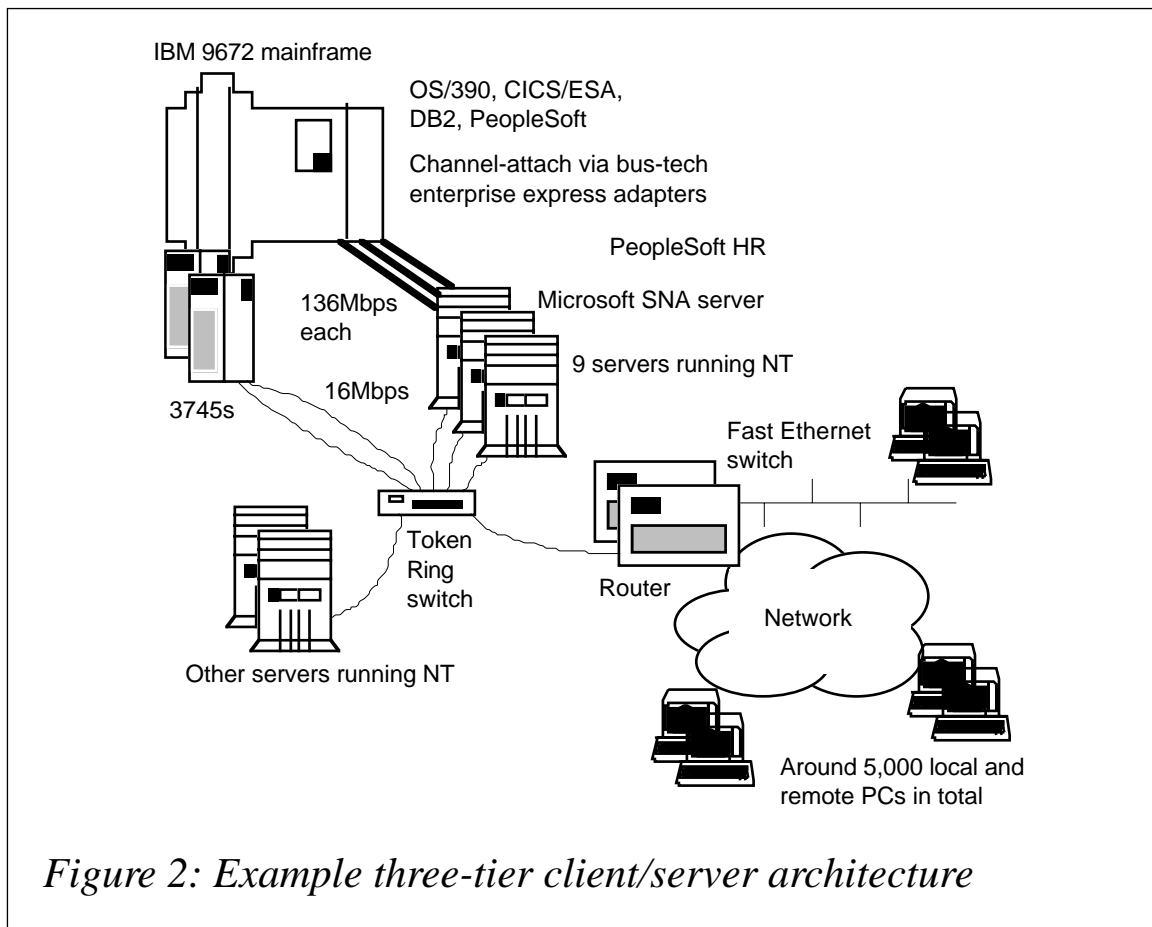 IBM 9672 mainframe
OS/390, CICS/ESA,
DB2, PeopleSoft
Channel-attach via bus-tech
enterprise express adapters
PeopleSoft HR
136Mbps
each
Microsoft SNA server
9 servers running NT
16Mbps
3745s
Fast Ethernet
switch
Token
Ring
switch
Router
Network
Other servers running NT
Around 5,000 local and
remote PCs in total
Figure 2: Example three-tier client/server architecture